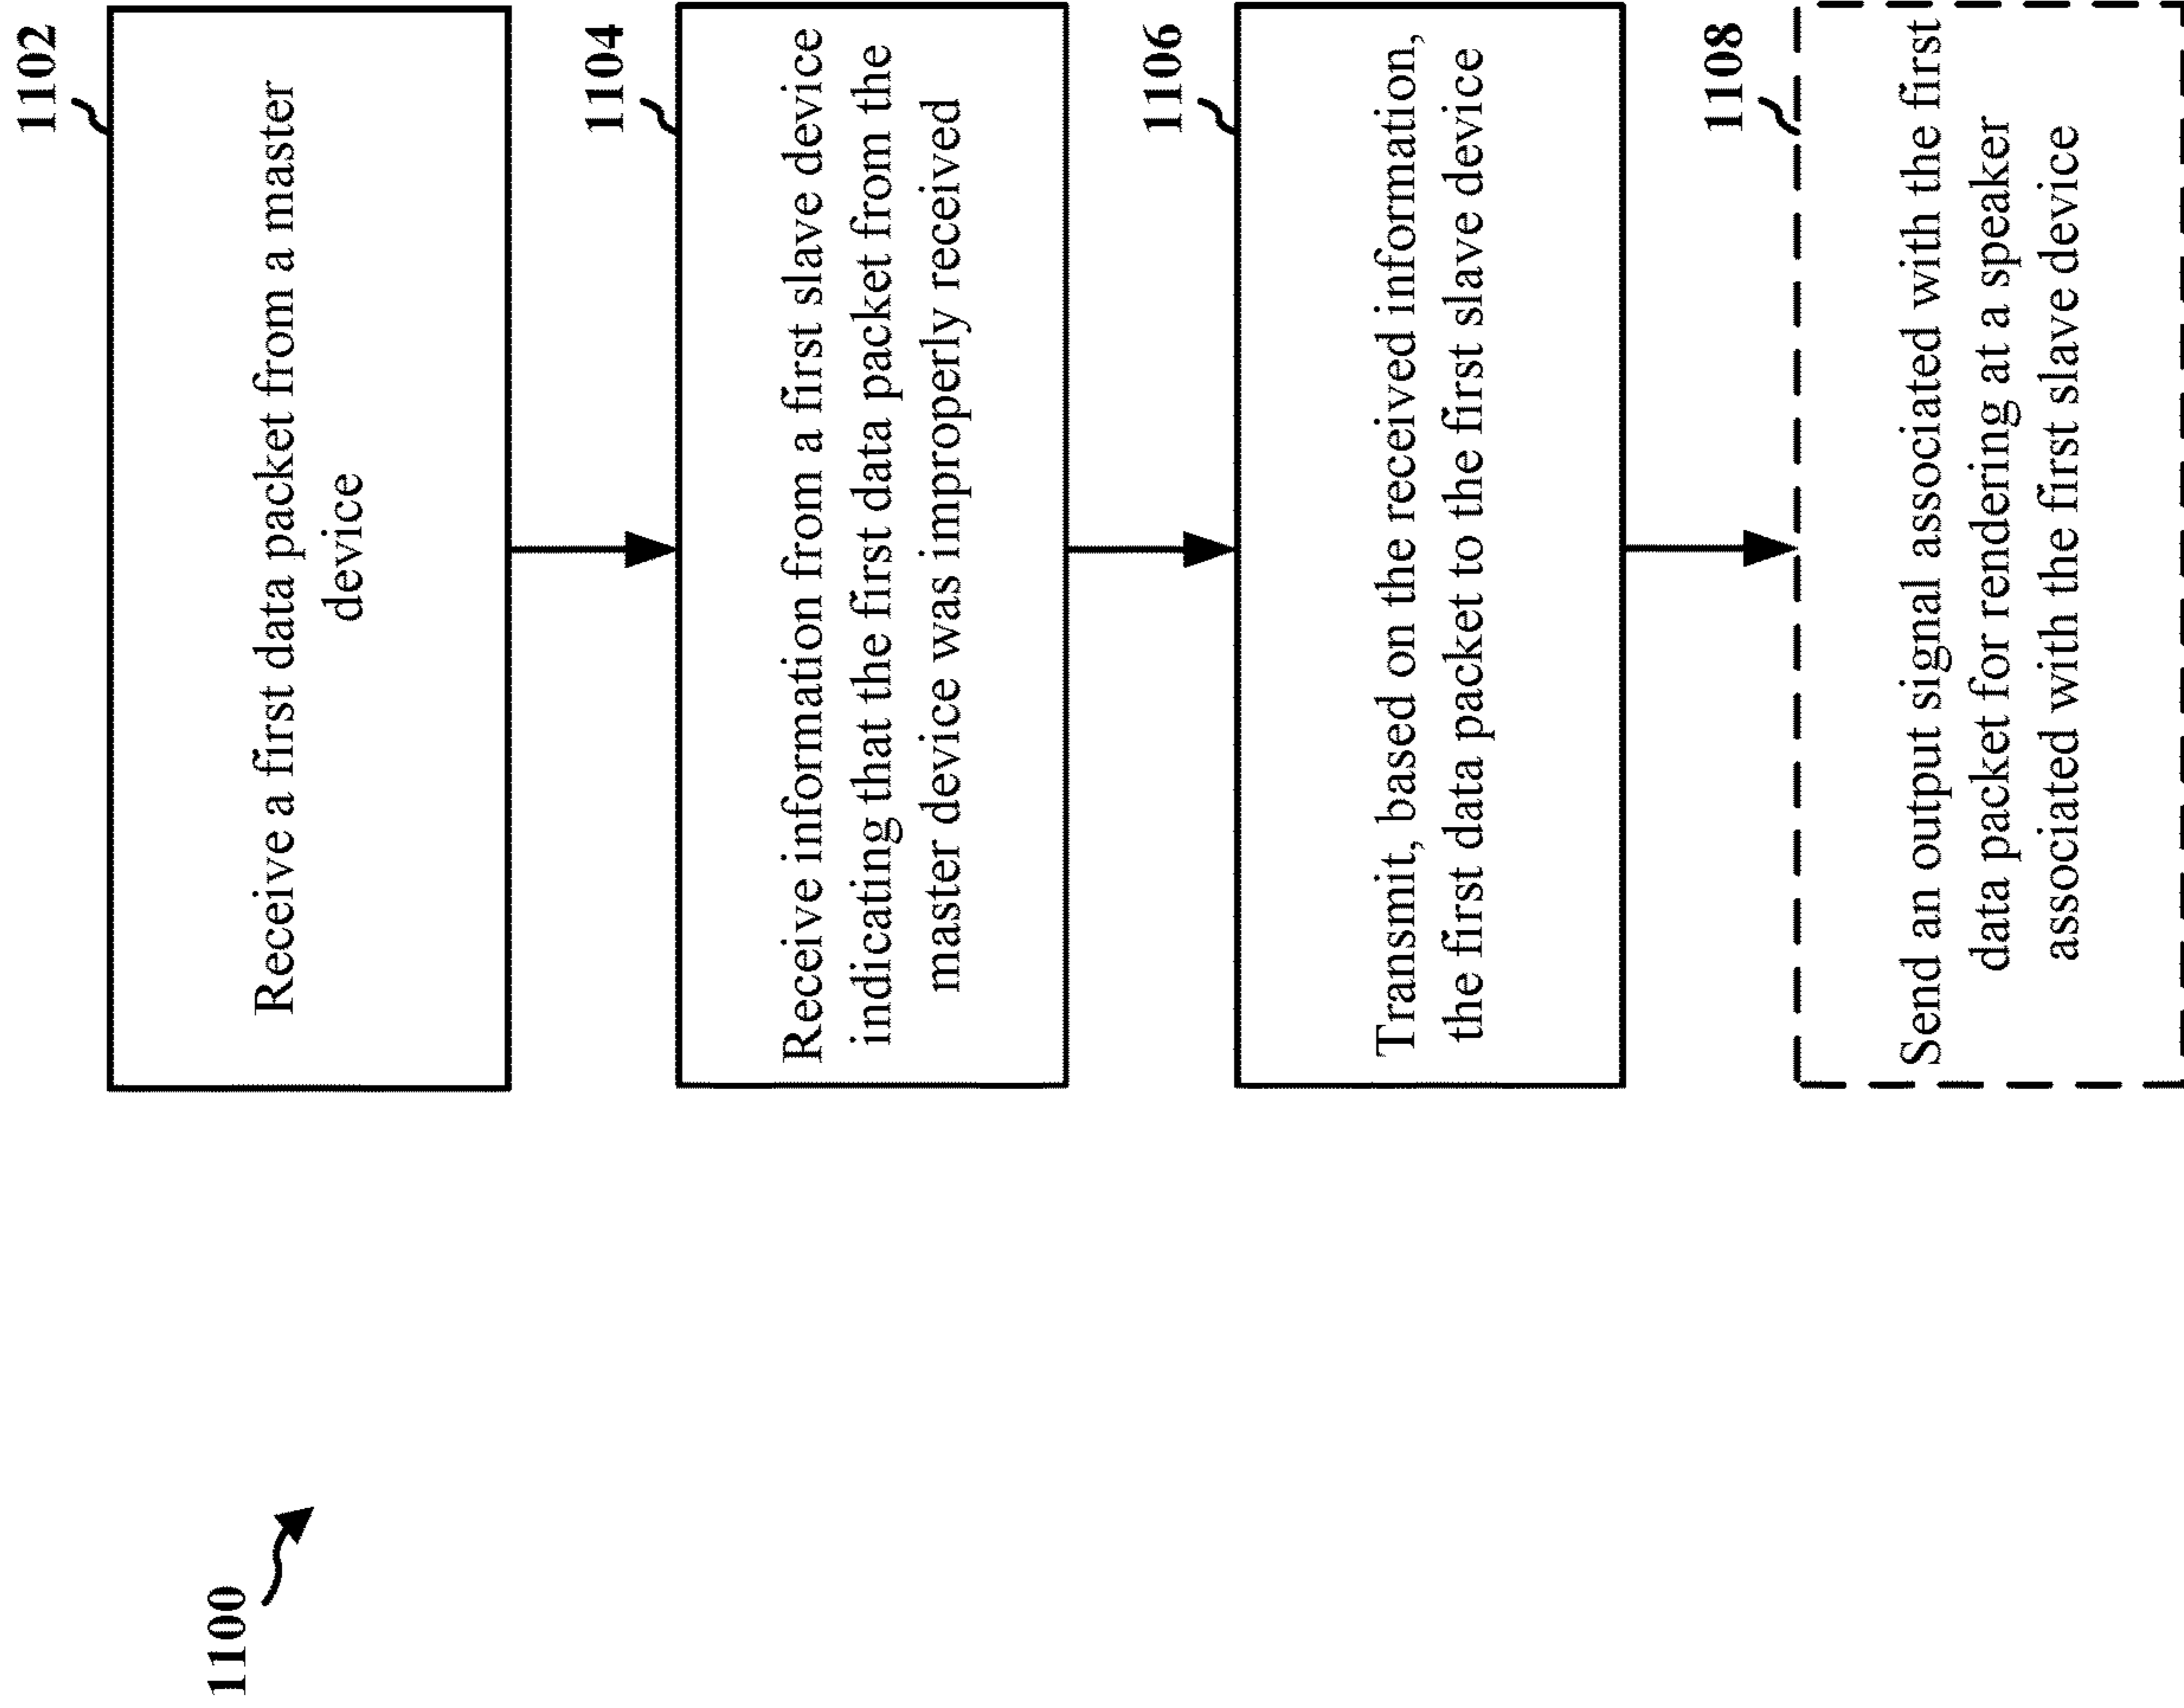 1100
1102
Receive a first data packet from a master
device
1104
Receive information from a first slave device
indicating that the first data packet from the
master device was improperly received
1106
Transmit, based on the received information,
the first data packet to the first slave device
1108
Send an output signal associated with the first
data packet for rendering at a speaker
associated with the first slave device